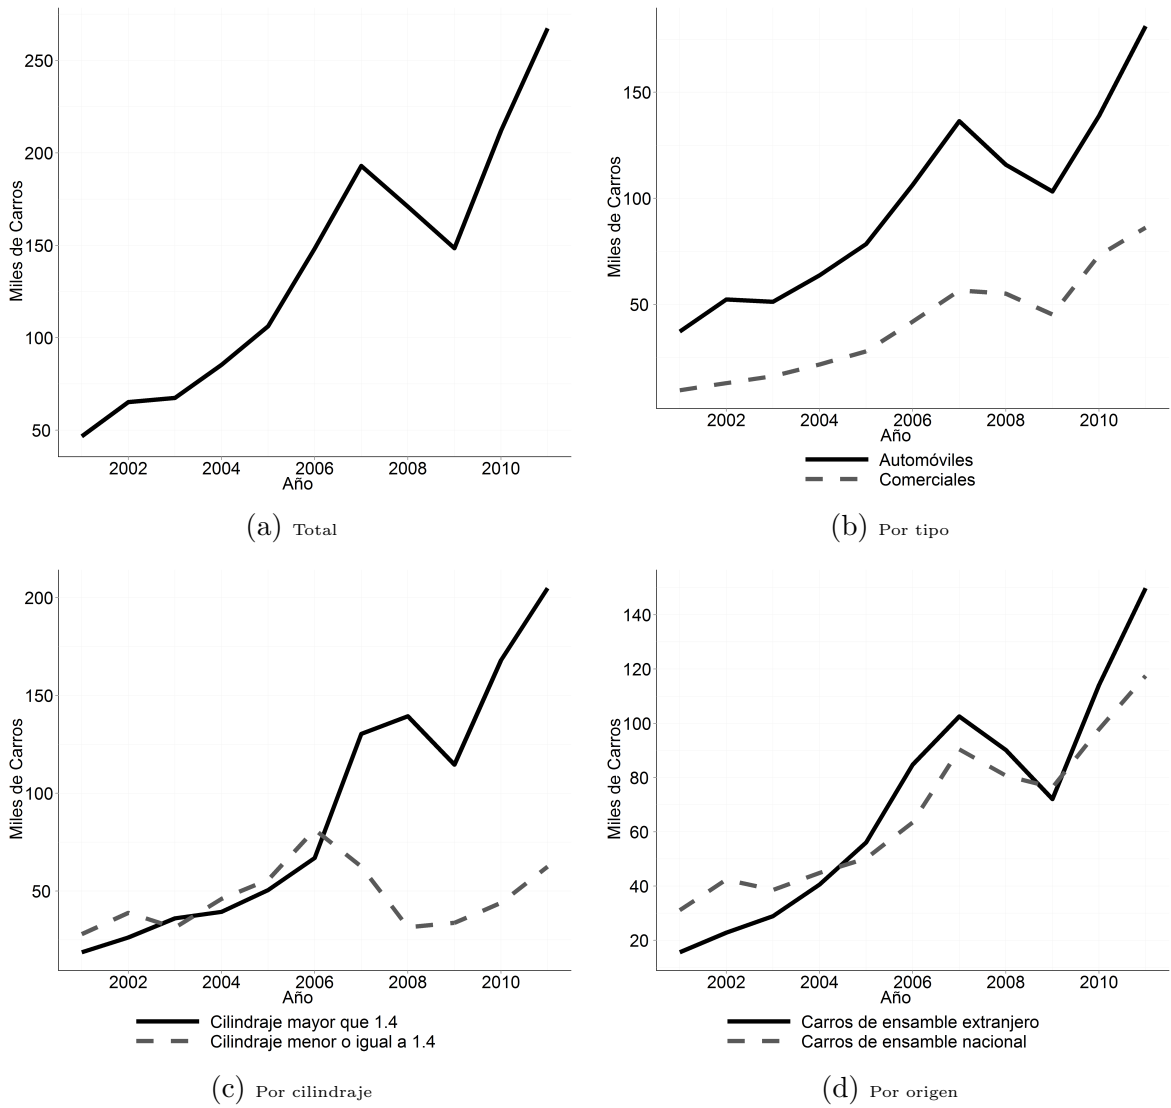 250
200
150
100
50
Miles de Carros
2002 2004 2006 2008 2010
Año
(a) Total
150
100
50
Miles de Carros
2002 2004 2006 2008 2010
Año
Automóviles
Comerciales
(b) Por tipo
200
150
100
50
Miles de Carros
2002 2004 2006 2008 2010
Año
Cilindraje mayor que 1.4
Cilindraje menor o igual a 1.4
(c) Por cilindraje
140
120
100
80
60
40
20
Miles de Carros
2002 2004 2006 2008 2010
Año
Carros de ensamble extranjero
Carros de ensamble nacional
(d) Por origen